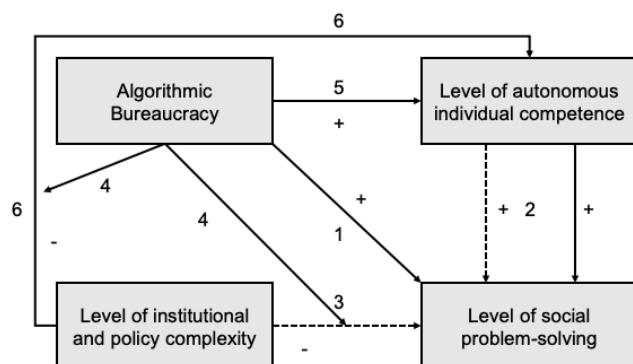 6
Algorithmic
Bureaucracy
5
+
Level of autonomous
individual competence
4
6
-
4
+
1
+ 2 +
Level of institutional
and policy complexity
3
-
Level of social
problem-solving